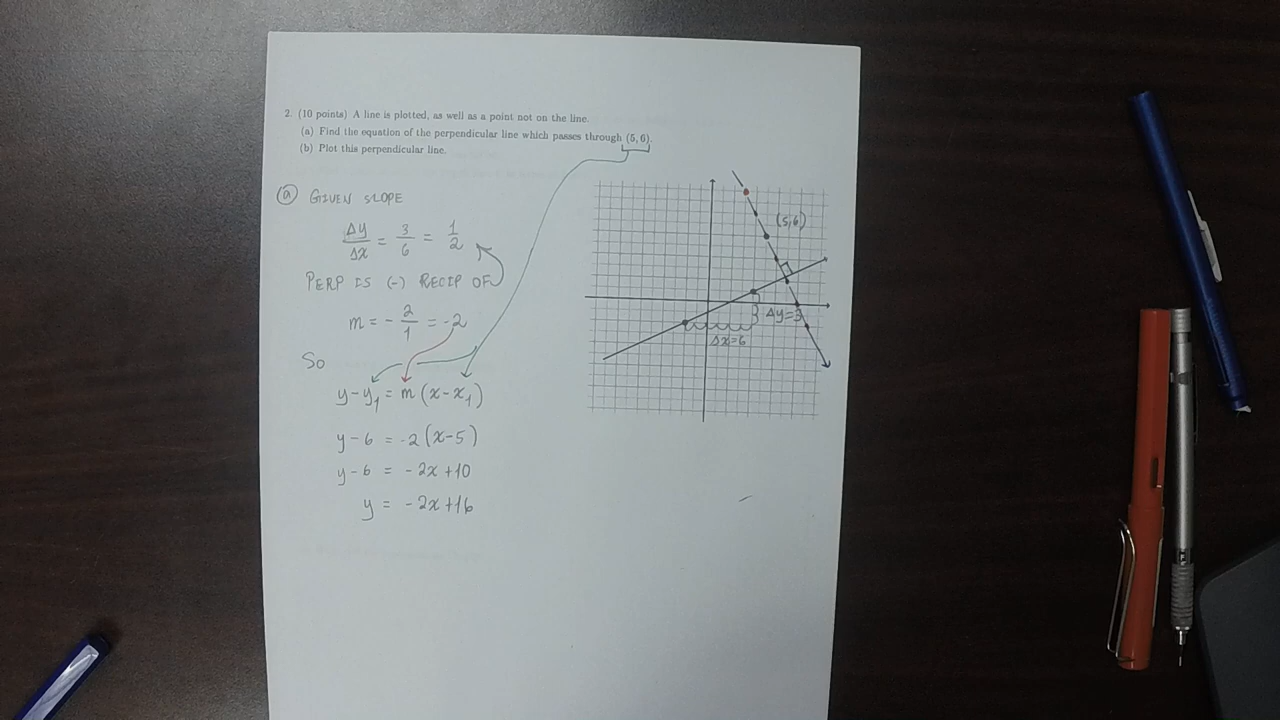 2. (10 points) A line is plotted, as well as a point not on the line.
(a) Find the equation of the perpendicular line which passes through (5, 6).
(b) Plot this perpendicular line.
(a) GIVEN SLOPE
Δy/Δx = 3/6 = 1/2
PERP IS (-) RECIP OF
m = - 2/1 = -2
SO
y-y₁ = m (x-x₁)
y-6 = -2(x-5)
y-6 = -2x+10
y = -2x+16
(5,6)
Δy=3
Δx=6